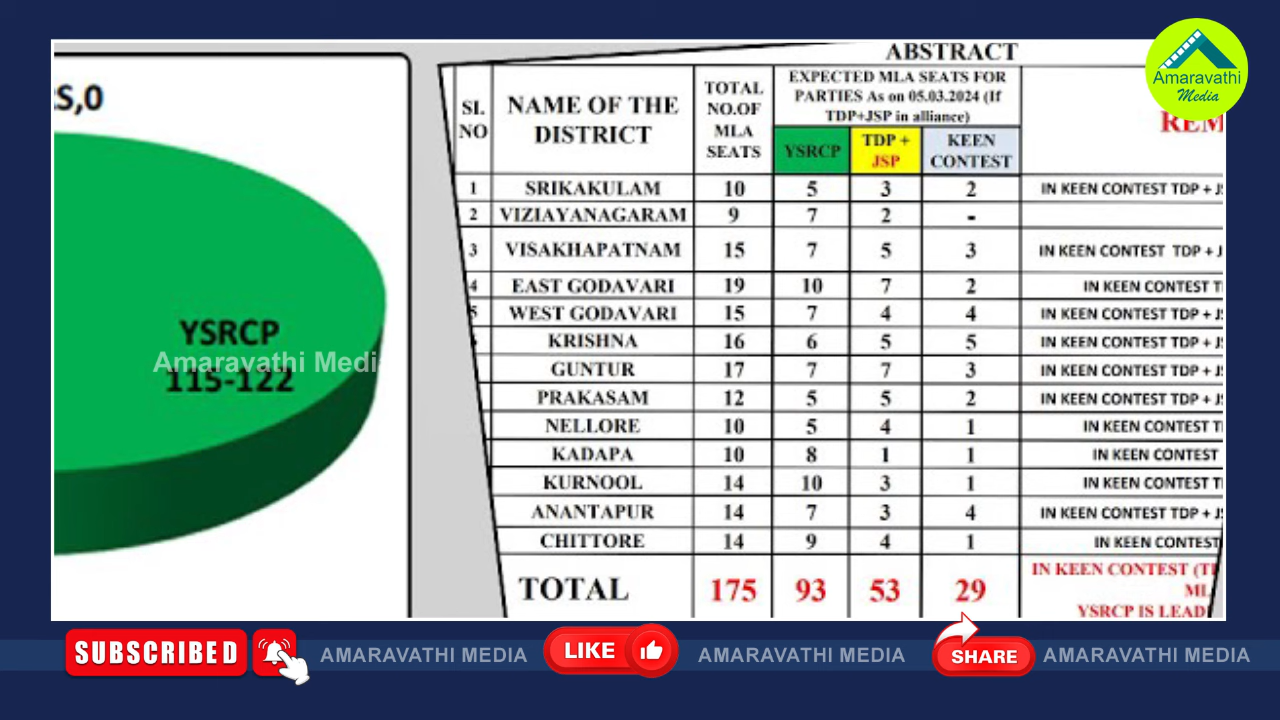 S,0
YSRCP
115-122
Amaravathi Media
ABSTRACT
SL NO
NAME OF THE DISTRICT
TOTAL NO.OF MLA SEATS
EXPECTED MLA SEATS FOR PARTIES As on 05.03.2024 (If TDP+JSP in alliance)
YSRCP
TDP + JSP
KEEN CONTEST
REM
1 SRIKAKULAM 10 5 3 2 IN KEEN CONTEST TDP + JS
2 VIZIAYANAGARAM 9 7 2 -
3 VISAKHAPATNAM 15 7 5 3 IN KEEN CONTEST TDP + J
4 EAST GODAVARI 19 10 7 2 IN KEEN CONTEST T
5 WEST GODAVARI 15 7 4 4 IN KEEN CONTEST TDP + JS
KRISHNA 16 6 5 5 IN KEEN CONTEST TDP + JS
GUNTUR 17 7 7 3 IN KEEN CONTEST TDP + JS
PRAKASAM 12 5 5 2 IN KEEN CONTEST TDP + JS
NELLORE 10 5 4 1 IN KEEN CONTEST T
KADAPA 10 8 1 1 IN KEEN CONTEST
KURNOOL 14 10 3 1 IN KEEN CONTEST T
ANANTAPUR 14 7 3 4 IN KEEN CONTEST TDP + JS
CHITTORE 14 9 4 1 IN KEEN CONTEST
TOTAL 175 93 53 29
IN KEEN CONTEST (T
ML
YSRCP IS LEAD
Amaravathi
Media
SUBSCRIBED AMARAVATHI MEDIA LIKE AMARAVATHI MEDIA SHARE AMARAVATHI MEDIA